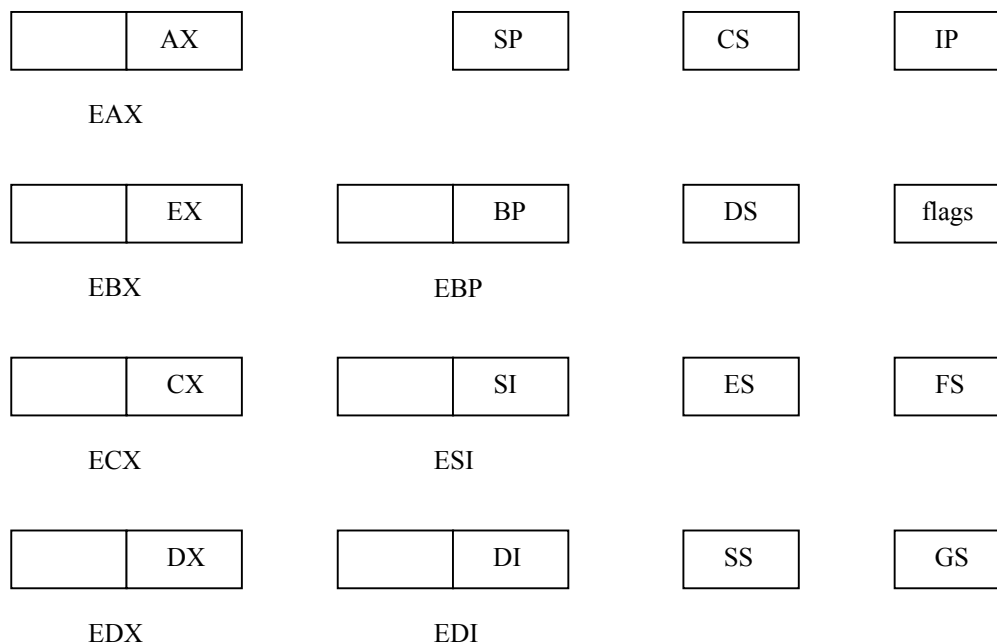 AX SP CS IP
EAX
EX BP DS flags
EBX EBP
CX SI ES FS
ECX ESI
DX DI SS GS
EDX EDI